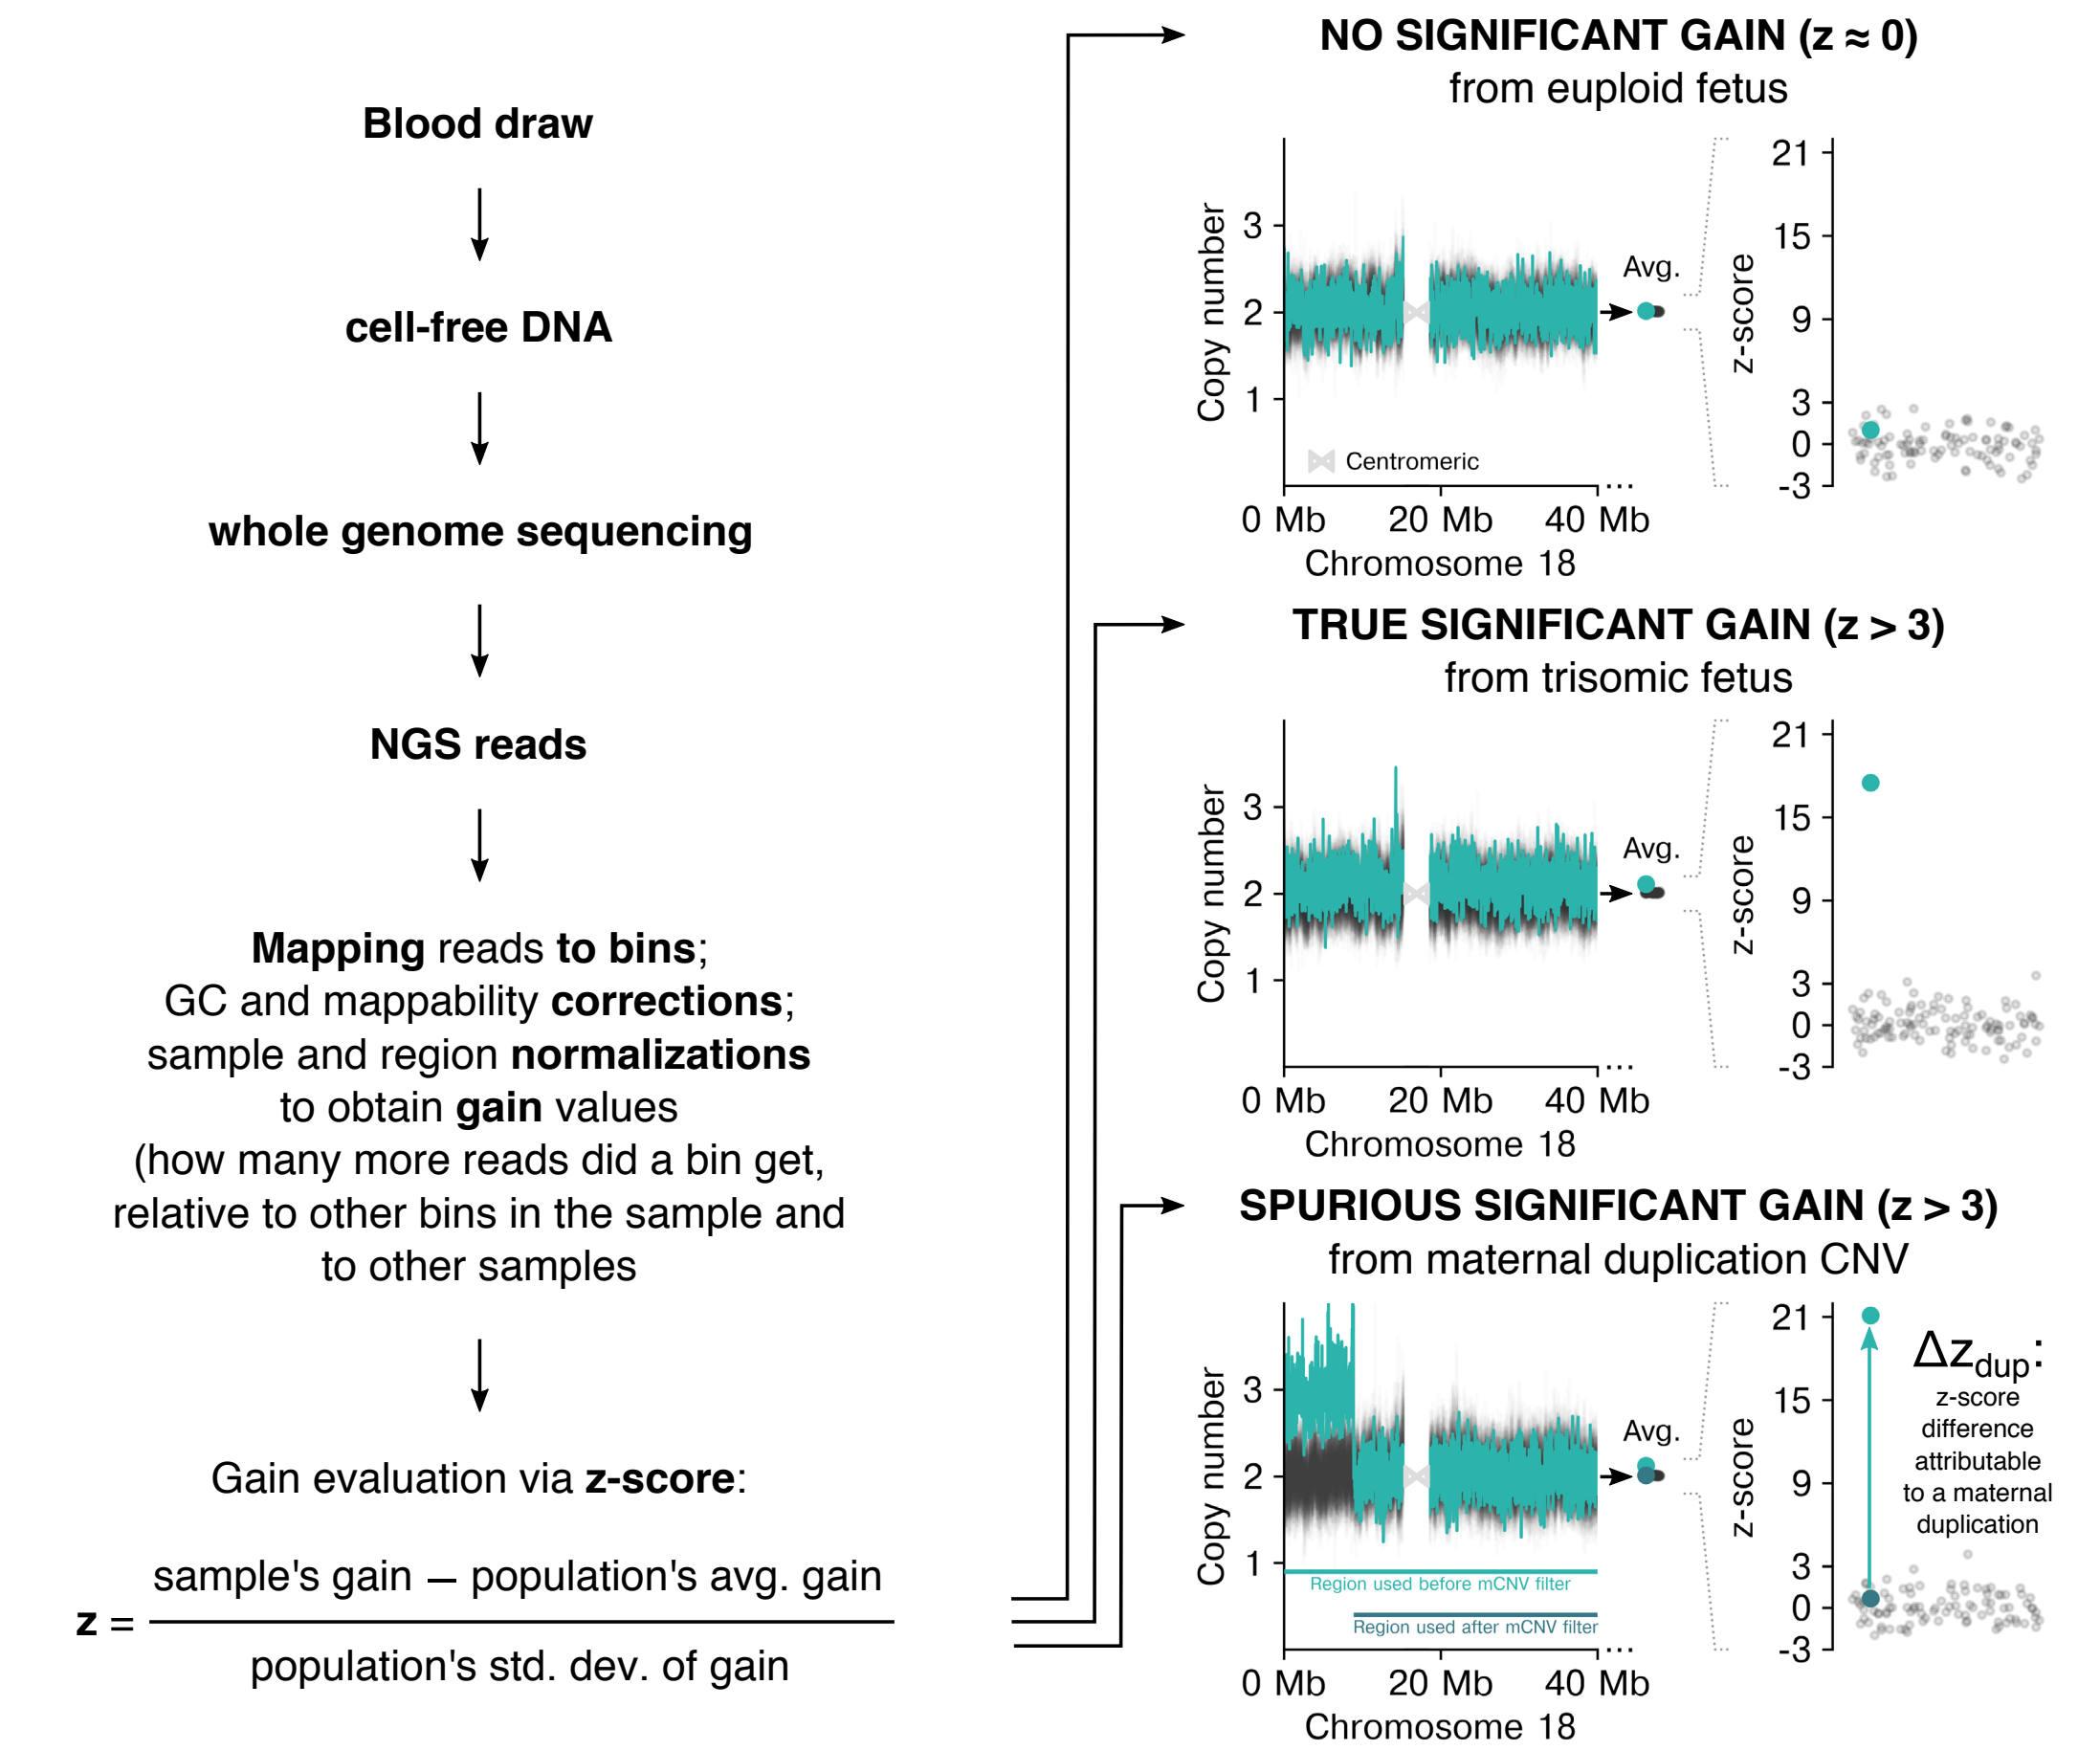 Blood draw
cell-free DNA
whole genome sequencing
NGS reads
Mapping reads to bins;
GC and mappability corrections;
sample and region normalizations
to obtain gain values
(how many more reads did a bin get,
relative to other bins in the sample and
to other samples
Gain evaluation via z-score:
z = sample's gain – population's avg. gain
population's std. dev. of gain
NO SIGNIFICANT GAIN (z ≈ 0)
from euploid fetus
Copy number
3
2
1
Centromeric
0 Mb 20 Mb 40 Mb
...
Chromosome 18
Avg.
z-score
21
15
9
3
0
-3
TRUE SIGNIFICANT GAIN (z > 3)
from trisomic fetus
Copy number
3
2
1
0 Mb 20 Mb 40 Mb
...
Chromosome 18
Avg.
z-score
21
15
9
3
0
-3
SPURIOUS SIGNIFICANT GAIN (z > 3)
from maternal duplication CNV
Copy number
3
2
1
Region used before mCNV filter
Region used after mCNV filter
0 Mb 20 Mb 40 Mb
...
Chromosome 18
Avg.
z-score
21
15
9
3
0
-3
Δzdup:
z-score
difference
attributable
to a maternal
duplication